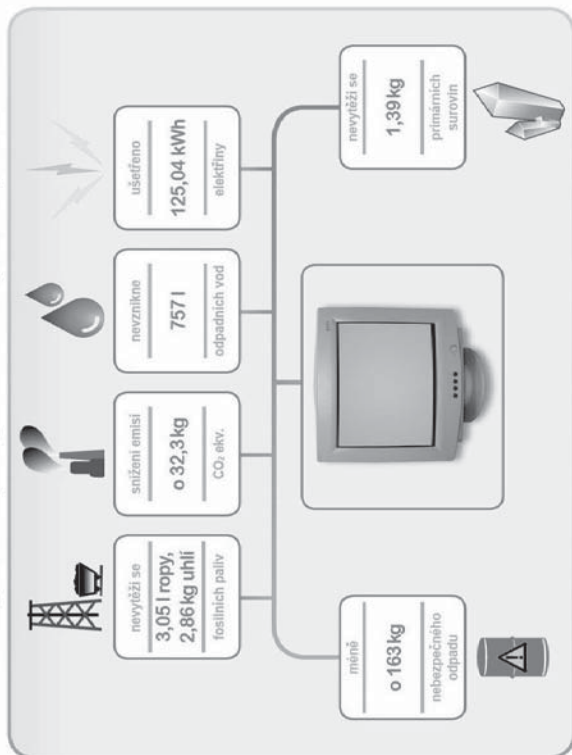 nevytěží se
3,05 l ropy,
2,86 kg uhlí
fosilních paliv
snížení emisí
o 32,3 kg
CO₂ ekv.
nevznikne
757 l
odpadních vod
ušetřeno
125,04 kWh
elektřiny
méně
o 163 kg
nebezpečného
odpadu
nevytěží se
1,39 kg
primárních
surovin